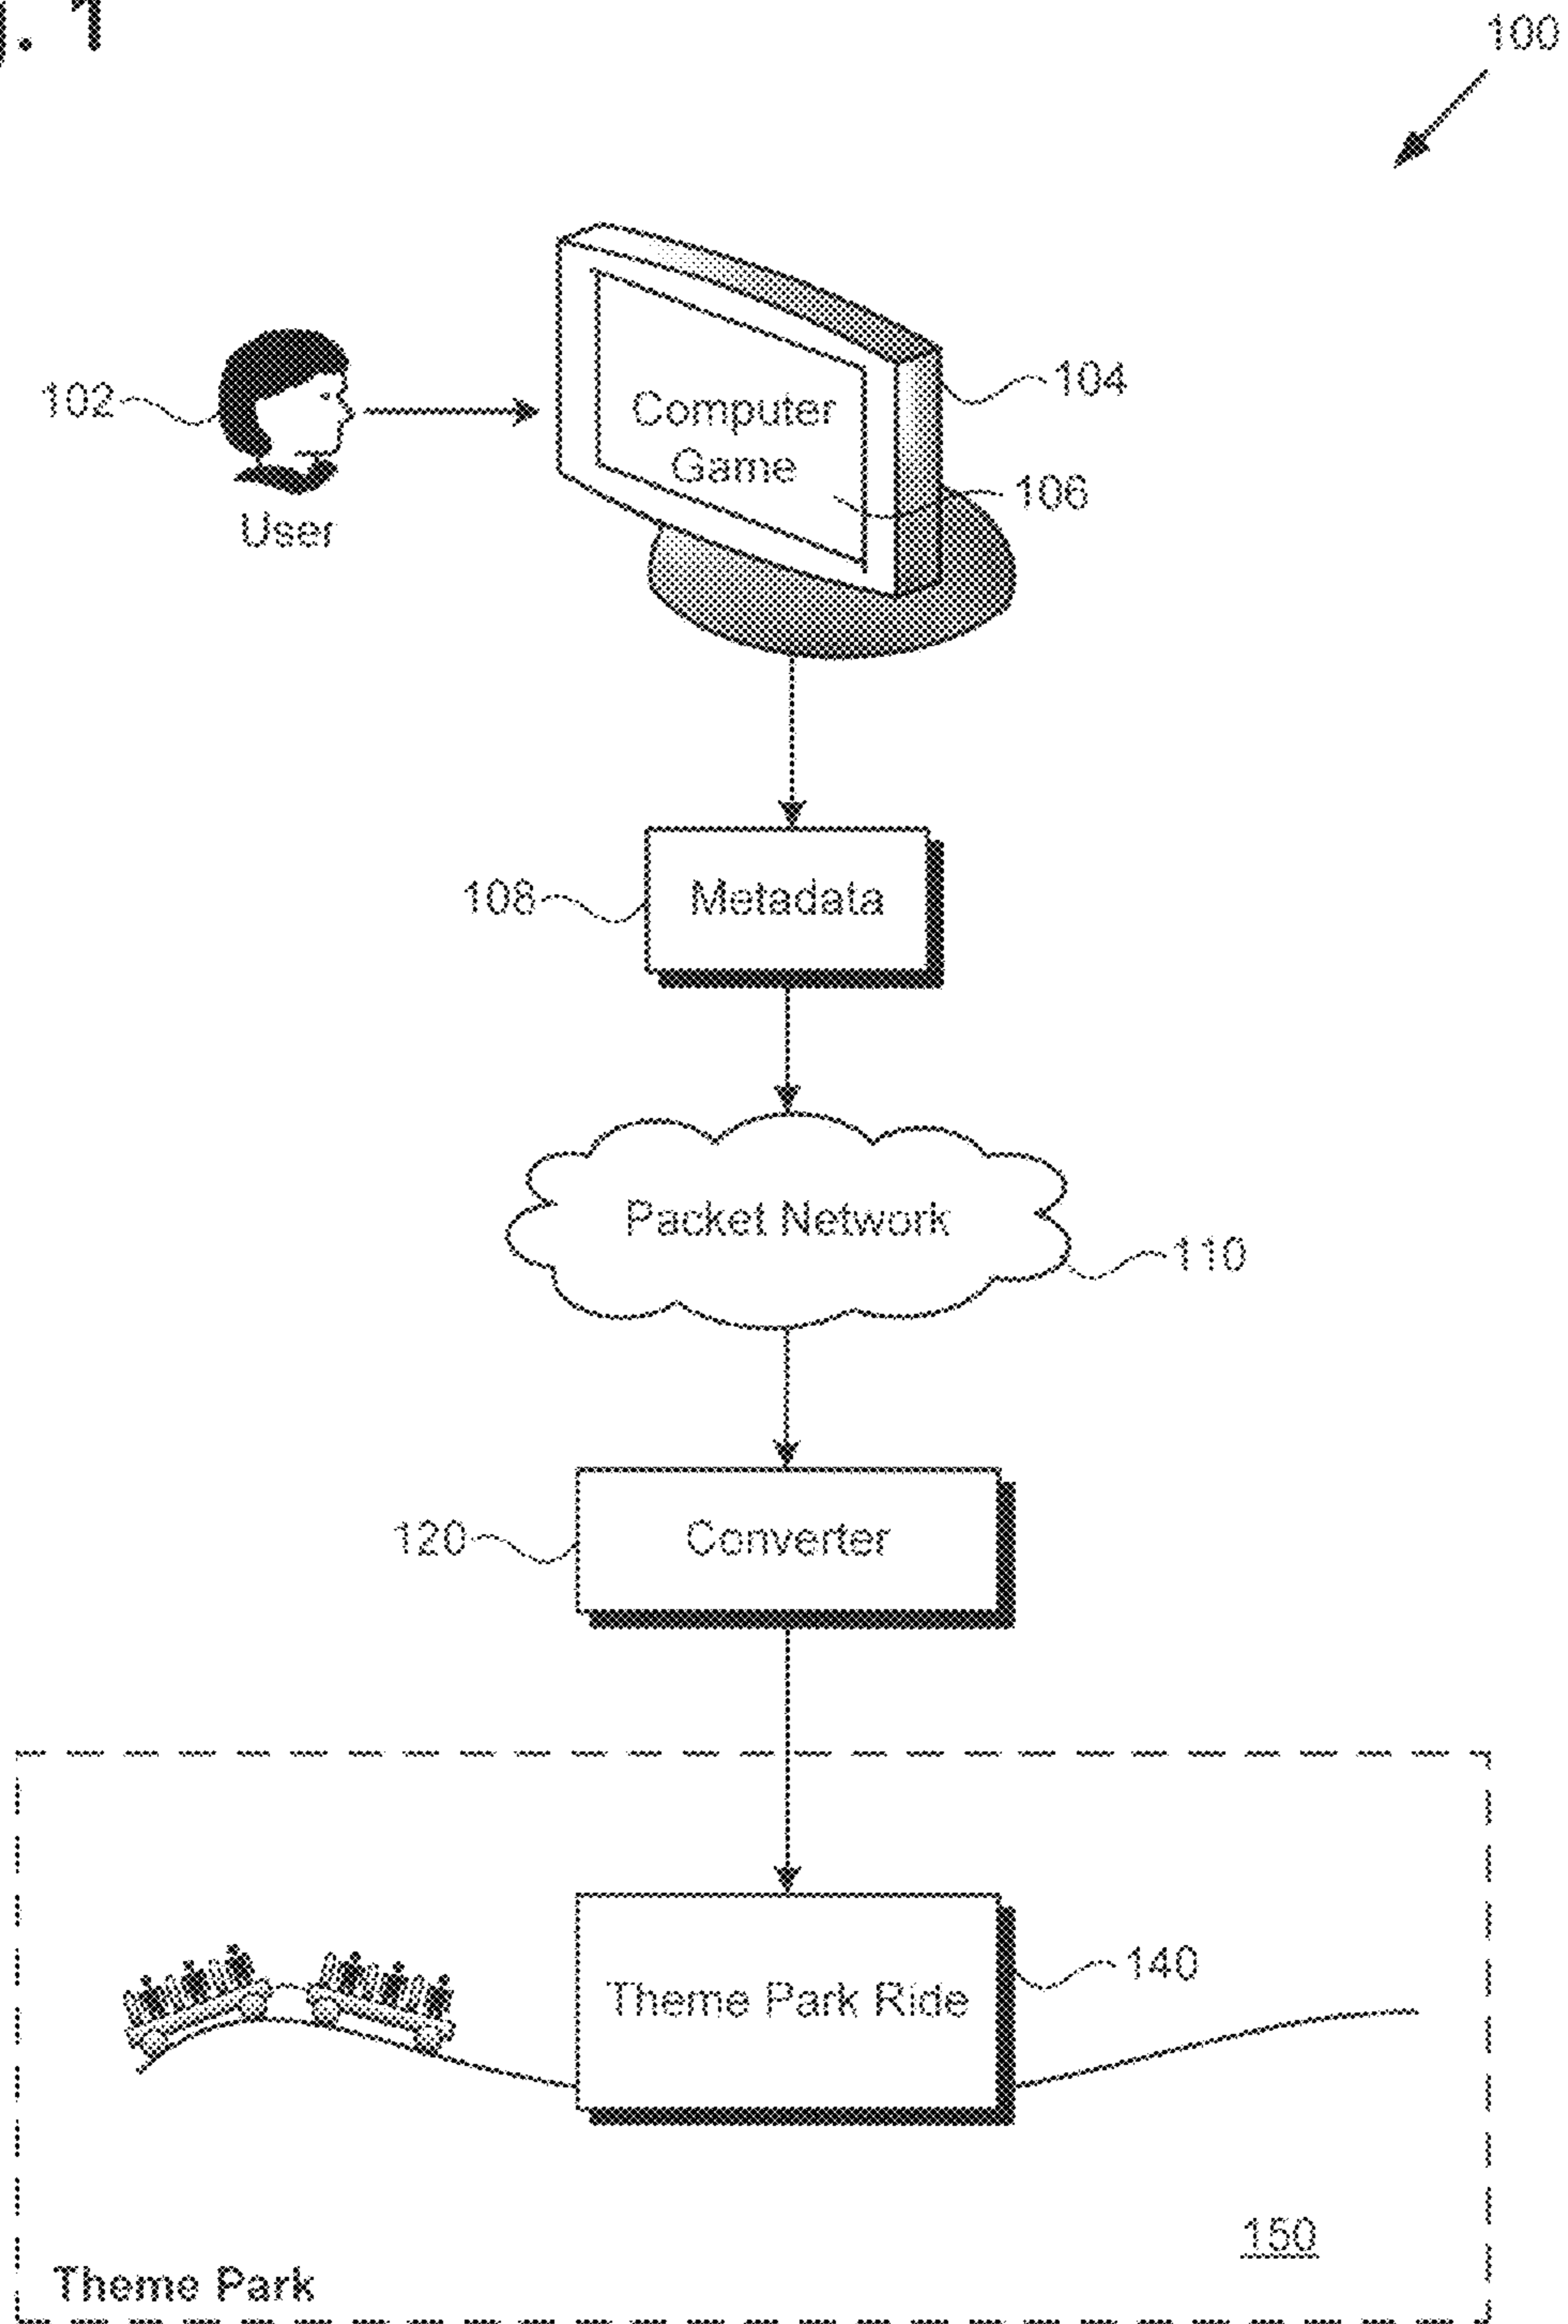 . 1
100
102
User
Computer
Game
104
106
108
Metadata
Packet Network
110
120
Converter
Theme Park Ride
140
150
Theme Park